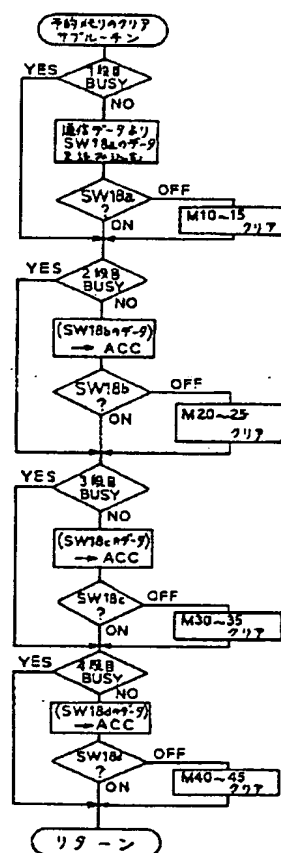 予約メモリのクリア
サブルーチン
YES
1段目
BUSY
NO
通信データより
SW18aのデータ
SW18a
?
OFF
ON
M10～15
クリア
YES
2段目
BUSY
NO
(SW18bのデータ)
→ ACC
SW18b
?
OFF
ON
M20～25
クリア
YES
3段目
BUSY
NO
(SW18cのデータ)
→ ACC
SW18c
?
OFF
ON
M30～35
クリア
YES
4段目
BUSY
NO
(SW18dのデータ)
→ ACC
SW18d
?
OFF
ON
M40～45
クリア
リターン